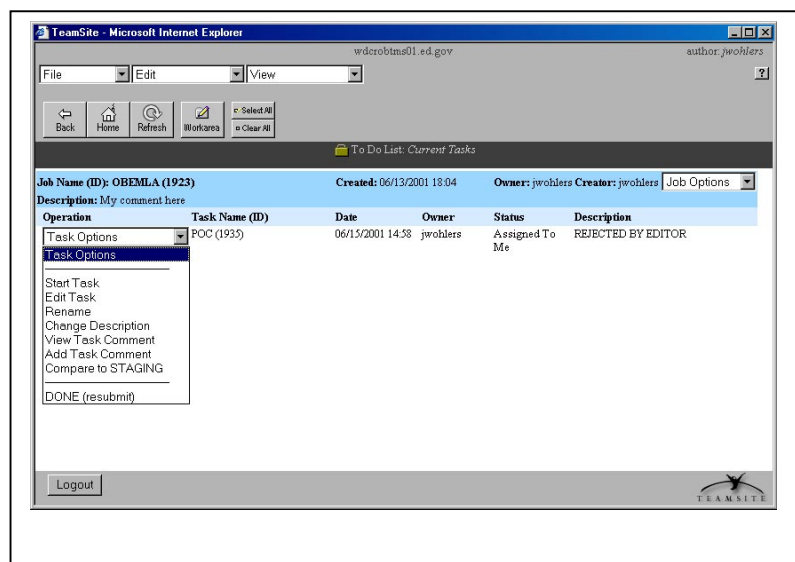 TeamSite - Microsoft Internet Explorer
wdcrobtms01.ed.gov author: jwohlers
File Edit View ?
Back Home Refresh Workarea Select All
Clear All
To Do List: Current Tasks
Job Name (ID): OBEMLA (1923) Created: 06/13/2001 18:04 Owner: jwohlers Creator: jwohlers Job Options
Description: My comment here
Operation Task Name (ID) Date Owner Status Description
Task Options POC (1935) 06/15/2001 14:58 jwohlers Assigned To REJECTED BY EDITOR
Me
Task Options
Start Task
Edit Task
Rename
Change Description
View Task Comment
Add Task Comment
Compare to STAGING
DONE (resubmit)
Logout
TEAMSITE